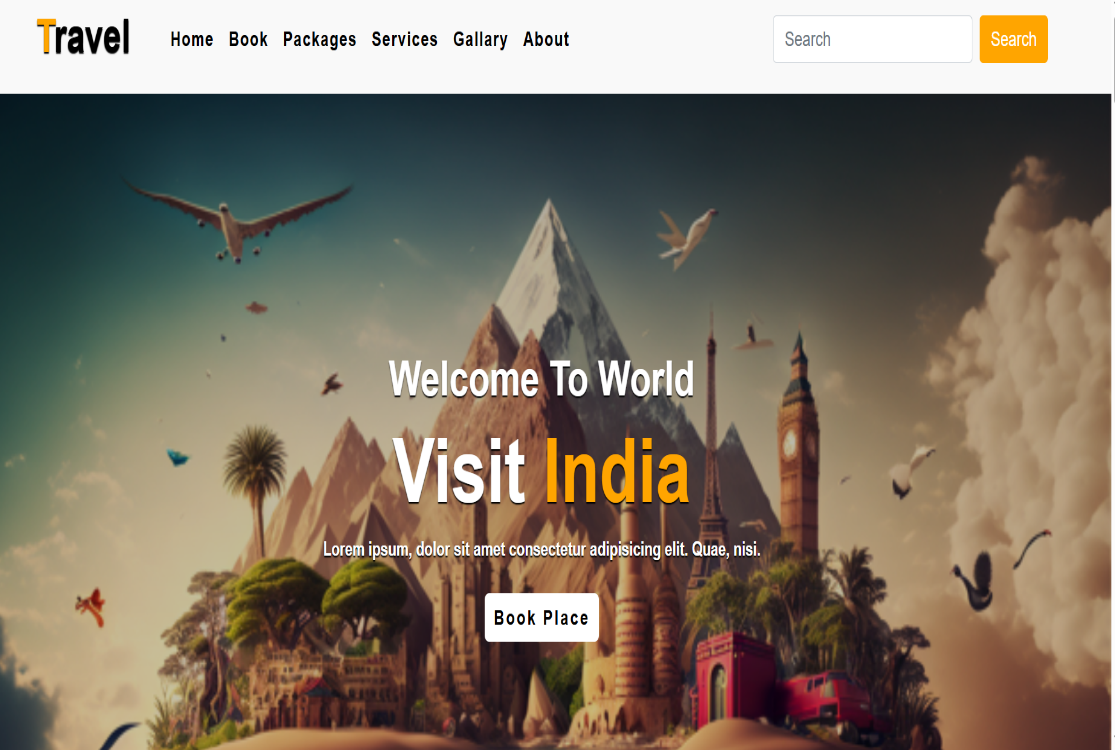 Travel Home Book Packages Services Gallary About Search Search
Welcome To World
Visit India
Lorem ipsum, dolor sit amet consectetur adipisicing elit. Quae, nisi.
Book Place